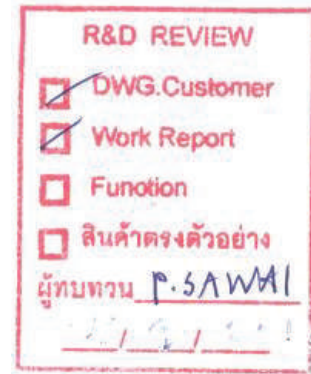 R&D REVIEW
DWG.Customer
Work Report
Function
สินค้าตรงตัวอย่าง
ผู้ทบทวน P.SAWAI